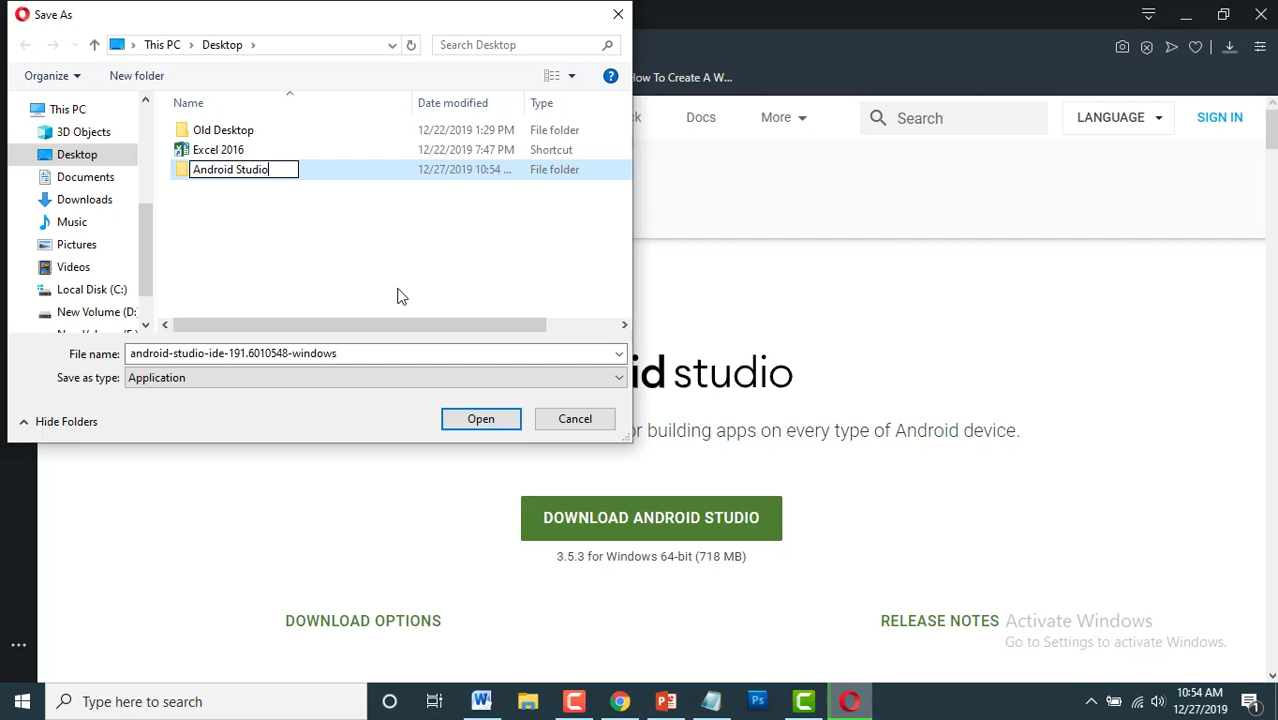 Save As
This PC
Desktop
Search Desktop
How To Create A W...
Organize
New folder
Name
Date modified
Type
This PC
3D Objects
Desktop
Documents
Downloads
Music
Pictures
Videos
Local Disk (C:)
New Volume (D:
Old Desktop
12/22/2019 1:29 PM
File folder
Excel 2016
12/22/2019 7:47 PM
Shortcut
Android Studio
12/27/2019 10:54 ...
File folder
File name:
android-studio-ide-191.6010548-windows
Save as type:
Application
Hide Folders
Open
Cancel
Docs
More
Search
LANGUAGE
SIGN IN
studio
or building apps on every type of Android device.
DOWNLOAD ANDROID STUDIO
3.5.3 for Windows 64-bit (718 MB)
DOWNLOAD OPTIONS
RELEASE NOTES
Activate Windows
Go to Settings to activate Windows.
Type here to search
10:54 AM
12/27/2019